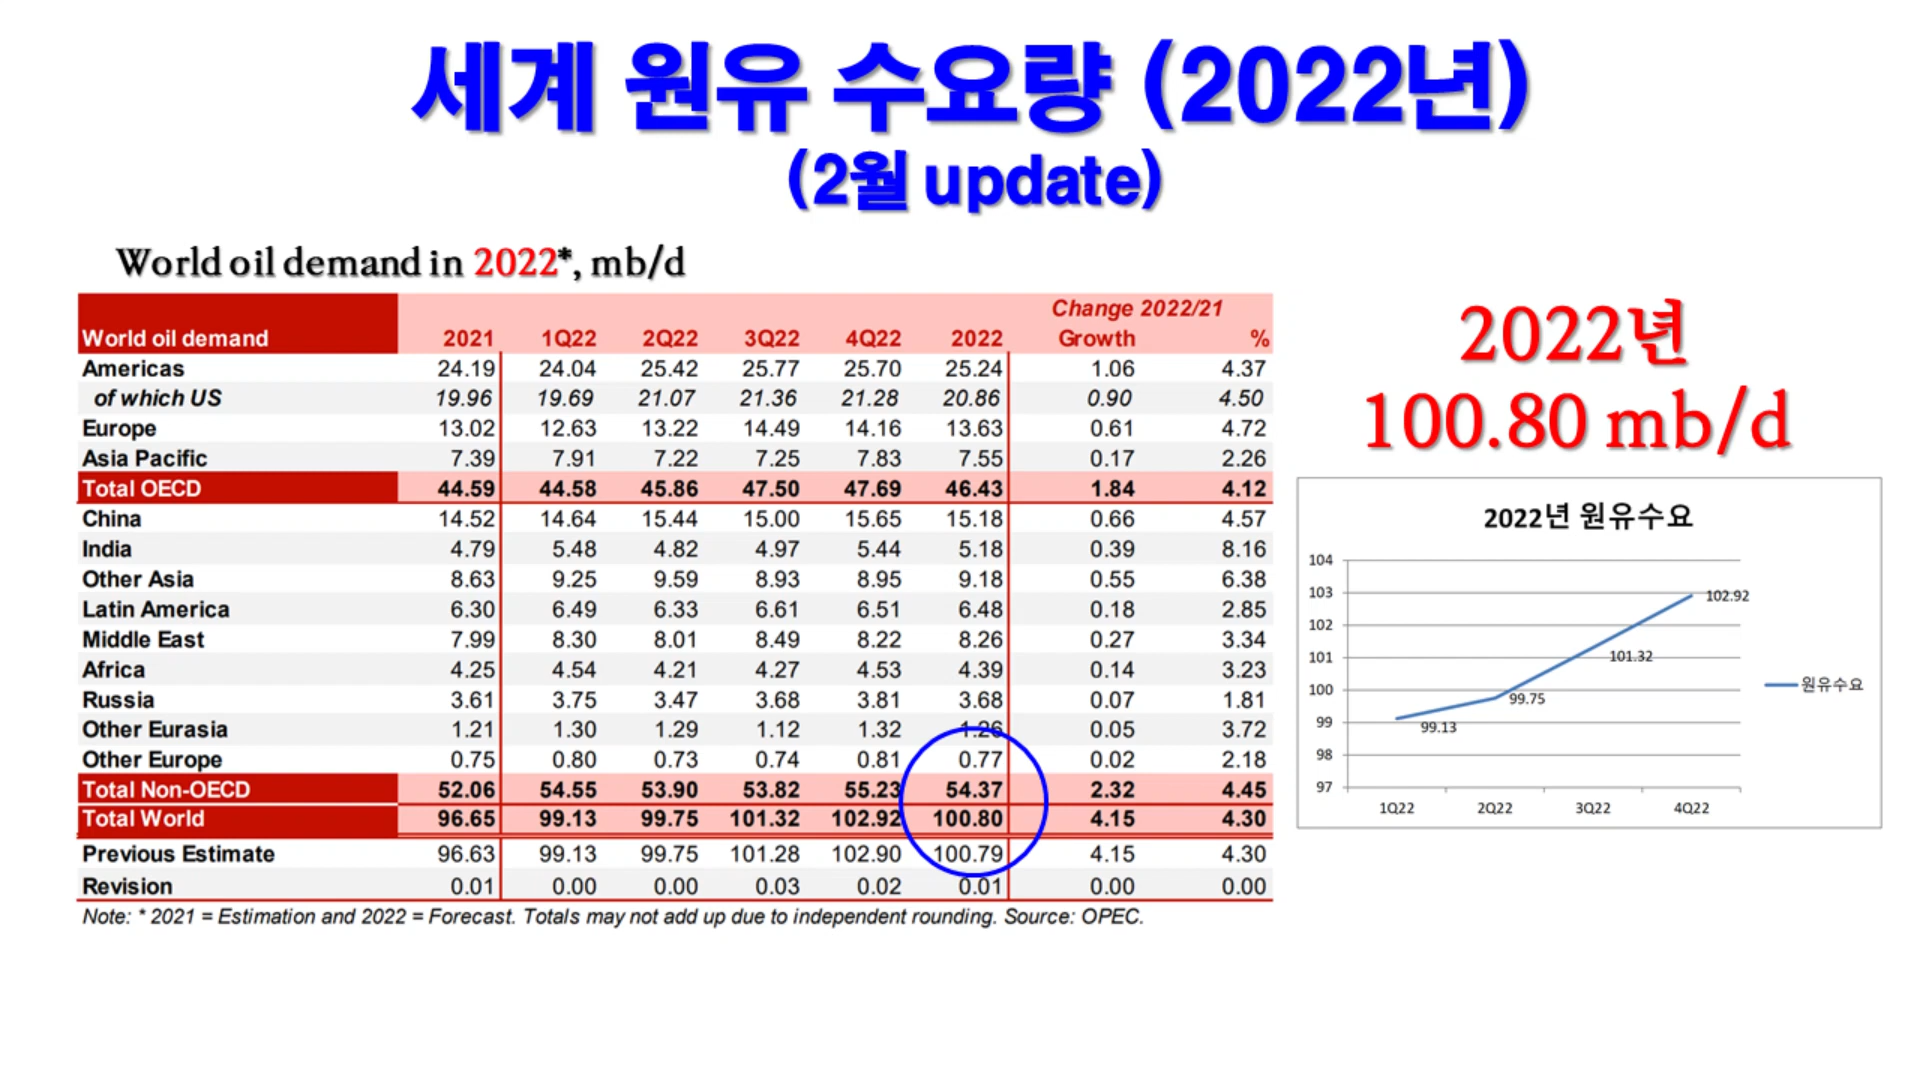 세계 원유 수요량 (2022년)
(2월 update)
World oil demand in 2022*, mb/d
Change 2022/21
World oil demand 2021 1Q22 2Q22 3Q22 4Q22 2022 Growth %
Americas 24.19 24.04 25.42 25.77 25.70 25.24 1.06 4.37
of which US 19.96 19.69 21.07 21.36 21.28 20.86 0.90 4.50
Europe 13.02 12.63 13.22 14.49 14.16 13.63 0.61 4.72
Asia Pacific 7.39 7.91 7.22 7.25 7.83 7.55 0.17 2.26
Total OECD 44.59 44.58 45.86 47.50 47.69 46.43 1.84 4.12
China 14.52 14.64 15.44 15.00 15.65 15.18 0.66 4.57
India 4.79 5.48 4.82 4.97 5.44 5.18 0.39 8.16
Other Asia 8.63 9.25 9.59 8.93 8.95 9.18 0.55 6.38
Latin America 6.30 6.49 6.33 6.61 6.51 6.48 0.18 2.85
Middle East 7.99 8.30 8.01 8.49 8.22 8.26 0.27 3.34
Africa 4.25 4.54 4.21 4.27 4.53 4.39 0.14 3.23
Russia 3.61 3.75 3.47 3.68 3.81 3.68 0.07 1.81
Other Eurasia 1.21 1.30 1.29 1.12 1.32 1.26 0.05 3.72
Other Europe 0.75 0.80 0.73 0.74 0.81 0.77 0.02 2.18
Total Non-OECD 52.06 54.55 53.90 53.82 55.23 54.37 2.32 4.45
Total World 96.65 99.13 99.75 101.32 102.92 100.80 4.15 4.30
Previous Estimate 96.63 99.13 99.75 101.28 102.90 100.79 4.15 4.30
Revision 0.01 0.00 0.00 0.03 0.02 0.01 0.00 0.00
Note: * 2021 = Estimation and 2022 = Forecast. Totals may not add up due to independent rounding. Source: OPEC.
2022년
100.80 mb/d
2022년 원유수요
104
103
102
101
100
99
98
97
102.92
101.32
99.75
99.13
1Q22 2Q22 3Q22 4Q22
원유수요